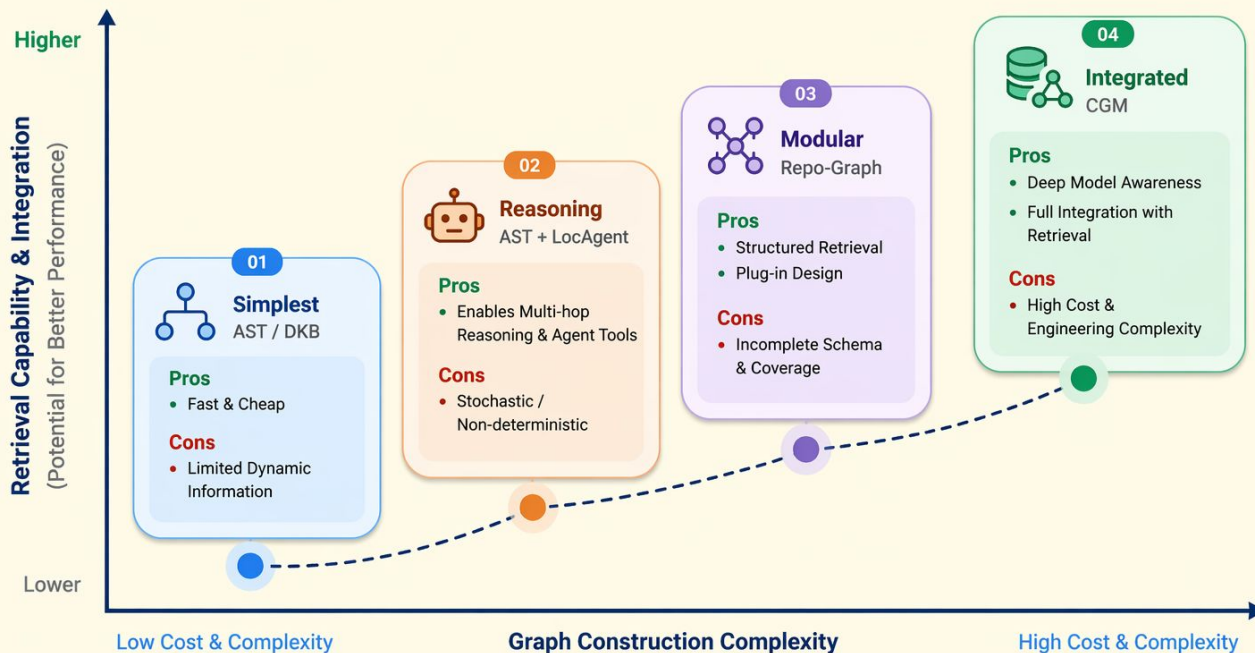 Higher
Retrieval Capability & Integration
(Potential for Better Performance)
Lower
01
Simplest
AST / DKB
Pros
• Fast & Cheap
Cons
• Limited Dynamic
Information
02
Reasoning
AST + LocAgent
Pros
• Enables Multi-hop
Reasoning & Agent Tools
Cons
• Stochastic /
Non-deterministic
03
Modular
Repo-Graph
Pros
• Structured Retrieval
• Plug-in Design
Cons
• Incomplete Schema
& Coverage
04
Integrated
CGM
Pros
• Deep Model Awareness
• Full Integration with
Retrieval
Cons
• High Cost &
Engineering Complexity
Low Cost & Complexity
Graph Construction Complexity
High Cost & Complexity